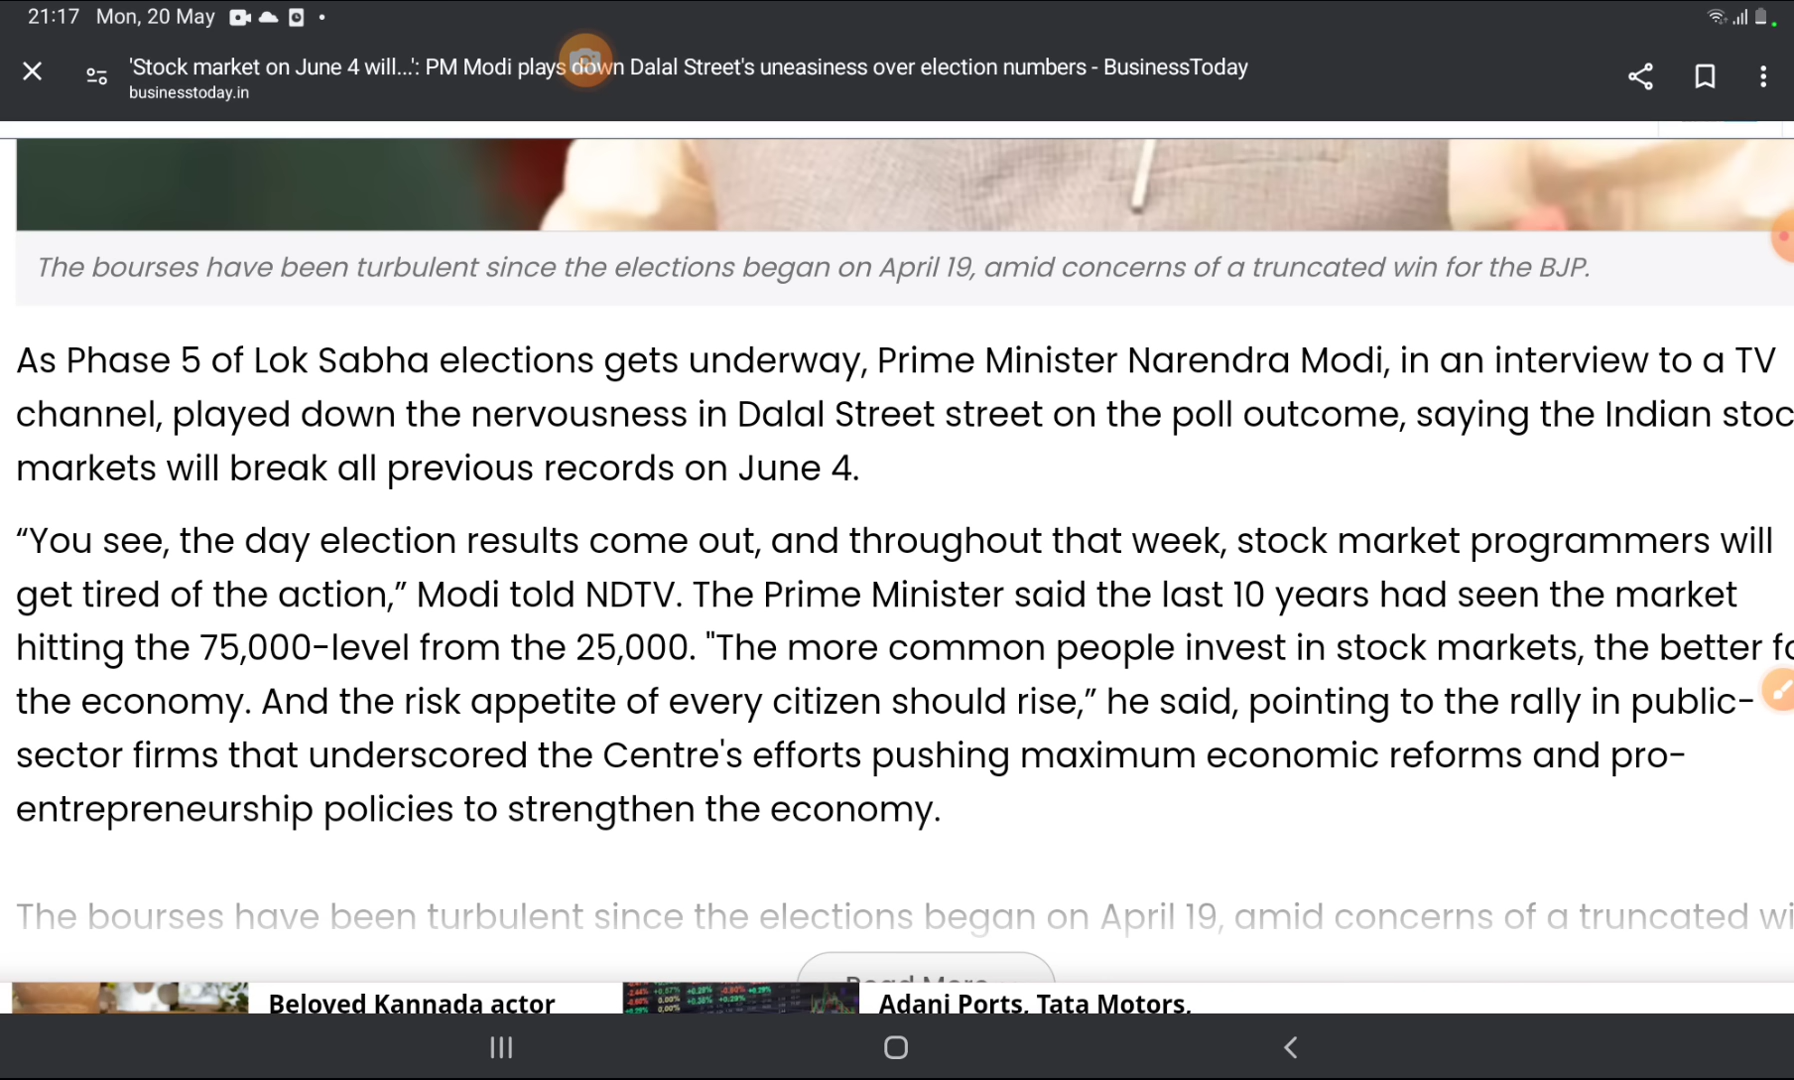 21:17 Mon, 20 May
'Stock market on June 4 will...': PM Modi plays down Dalal Street's uneasiness over election numbers - BusinessToday
businesstoday.in
The bourses have been turbulent since the elections began on April 19, amid concerns of a truncated win for the BJP.
As Phase 5 of Lok Sabha elections gets underway, Prime Minister Narendra Modi, in an interview to a TV
channel, played down the nervousness in Dalal Street street on the poll outcome, saying the Indian stoc
markets will break all previous records on June 4.
“You see, the day election results come out, and throughout that week, stock market programmers will
get tired of the action,” Modi told NDTV. The Prime Minister said the last 10 years had seen the market
hitting the 75,000-level from the 25,000. "The more common people invest in stock markets, the better fo
the economy. And the risk appetite of every citizen should rise,” he said, pointing to the rally in public-
sector firms that underscored the Centre's efforts pushing maximum economic reforms and pro-
entrepreneurship policies to strengthen the economy.
The bourses have been turbulent since the elections began on April 19, amid concerns of a truncated wi
Read More
Beloved Kannada actor
Adani Ports, Tata Motors,